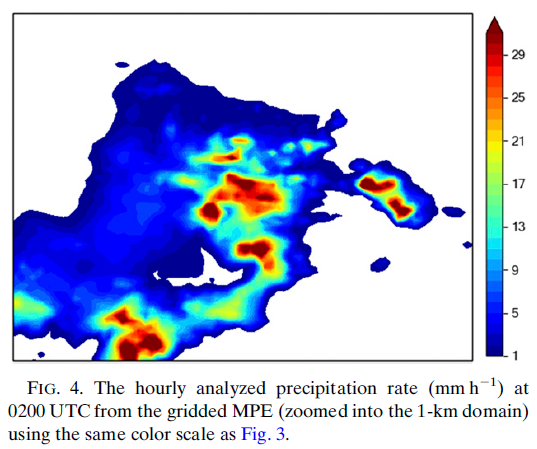 29
25
21
17
13
9
5
1
FIG. 4. The hourly analyzed precipitation rate (mm h⁻¹) at
0200 UTC from the gridded MPE (zoomed into the 1-km domain)
using the same color scale as Fig. 3.